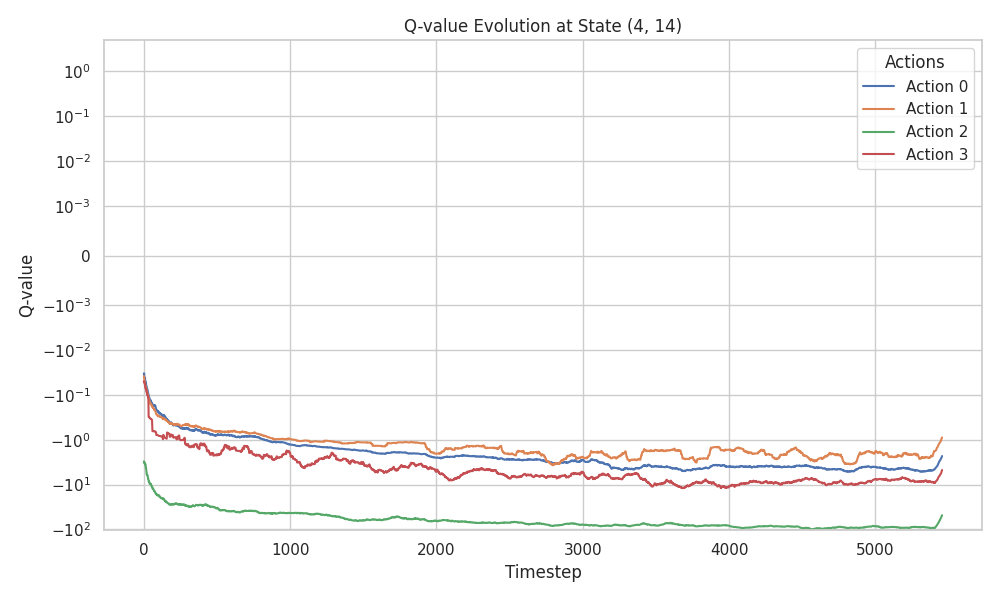 Q-value Evolution at State (4, 14)
Q-value
10⁰
10⁻¹
10⁻²
10⁻³
0
−10⁻³
−10⁻²
−10⁻¹
−10⁰
−10¹
−10²
0 1000 2000 3000 4000 5000
Timestep
Actions
Action 0
Action 1
Action 2
Action 3